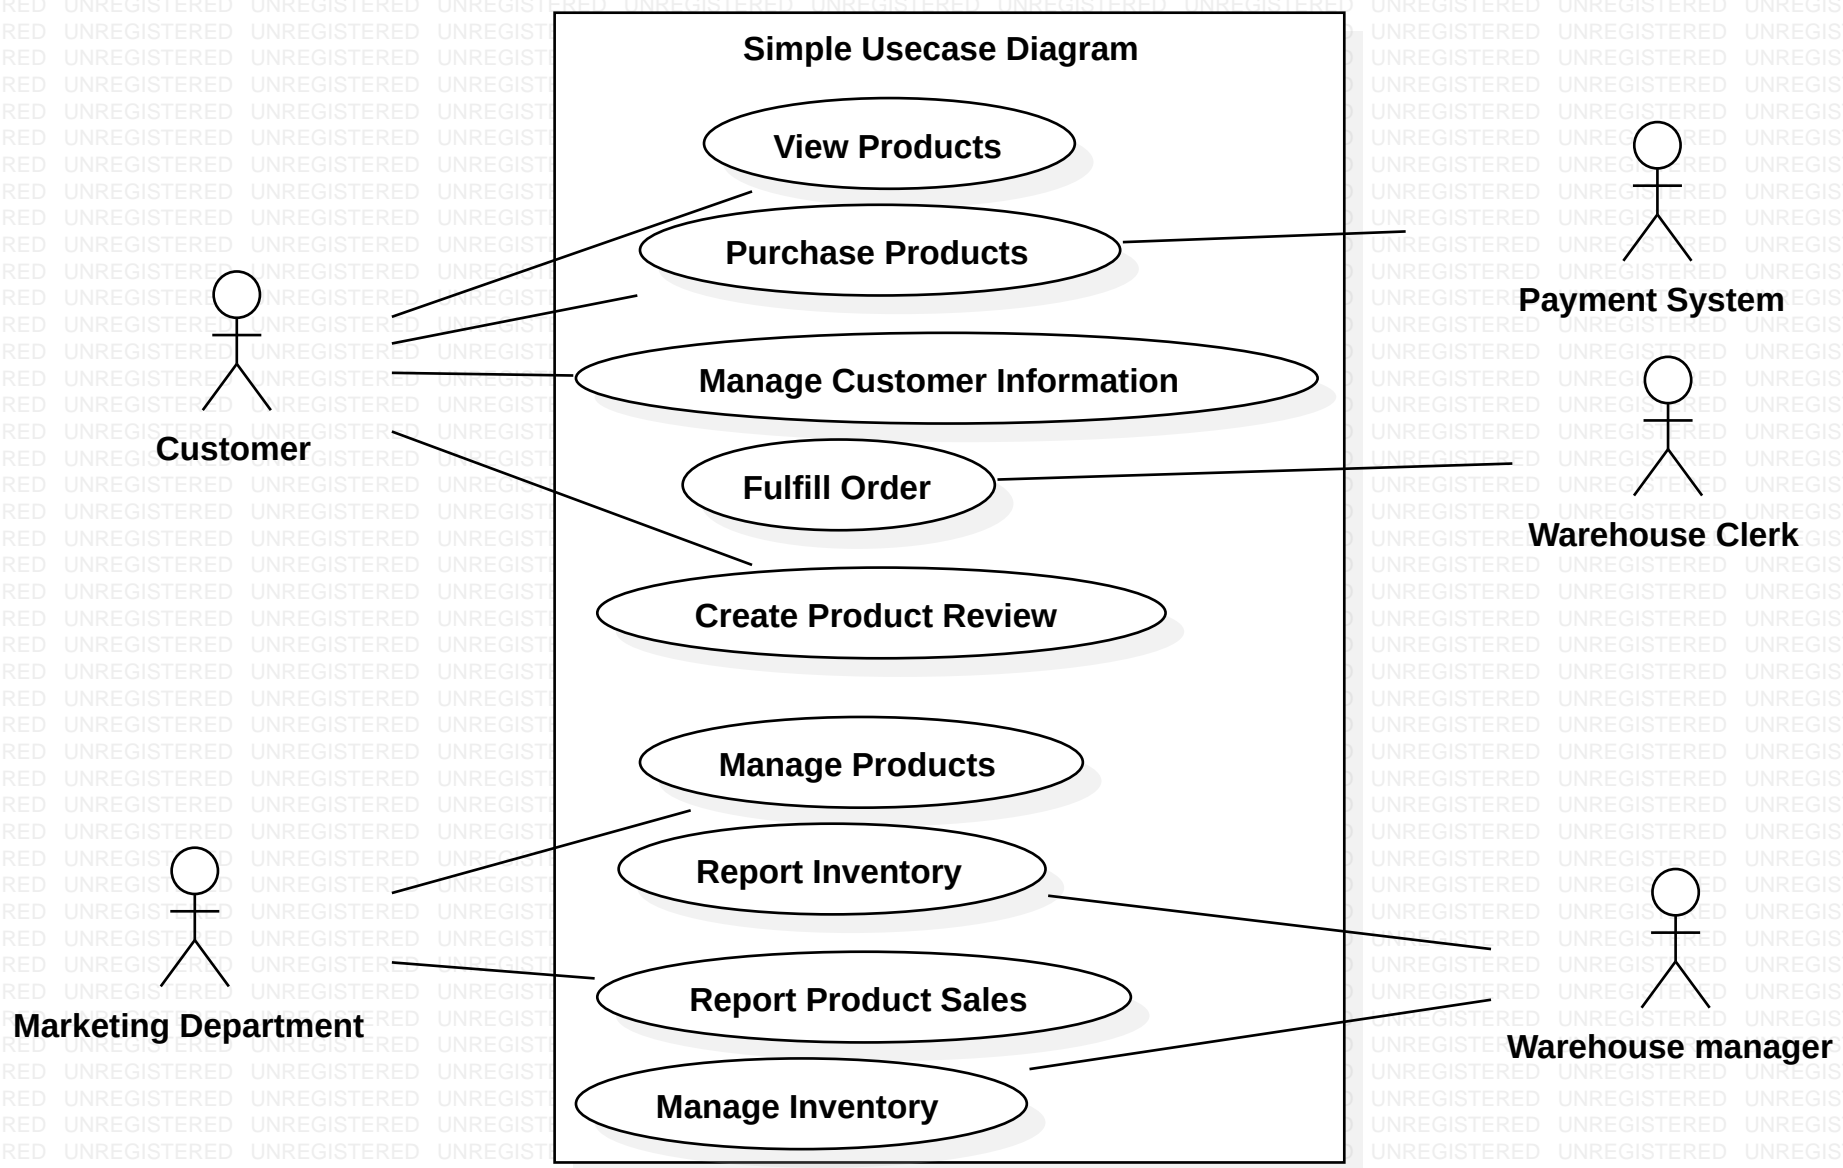 Simple Usecase Diagram
View Products
Purchase Products
Payment System
Manage Customer Information
Customer
Fulfill Order
Warehouse Clerk
Create Product Review
Manage Products
Report Inventory
Report Product Sales
Marketing Department
Warehouse manager
Manage Inventory